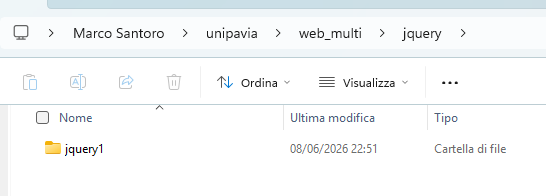 Marco Santoro > unipavia > web_multi > jquery >
Ordina Visualizza ...
Nome Ultima modifica Tipo
jquery1 08/06/2026 22:51 Cartella di file